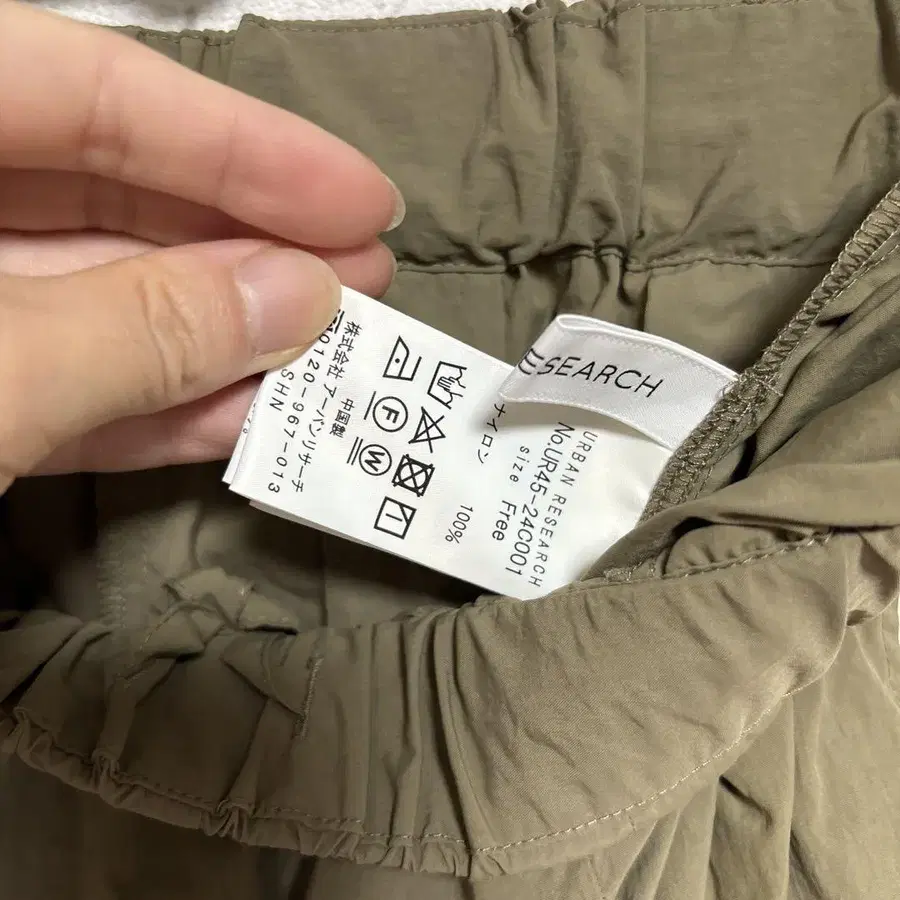 RESEARCH
URBAN RESEARCH
No.UR45-24C001
Size Free
ナイロン 100%
F
W
中国製
株式会社 アーバンリサーチ
0120-967-013
SHN